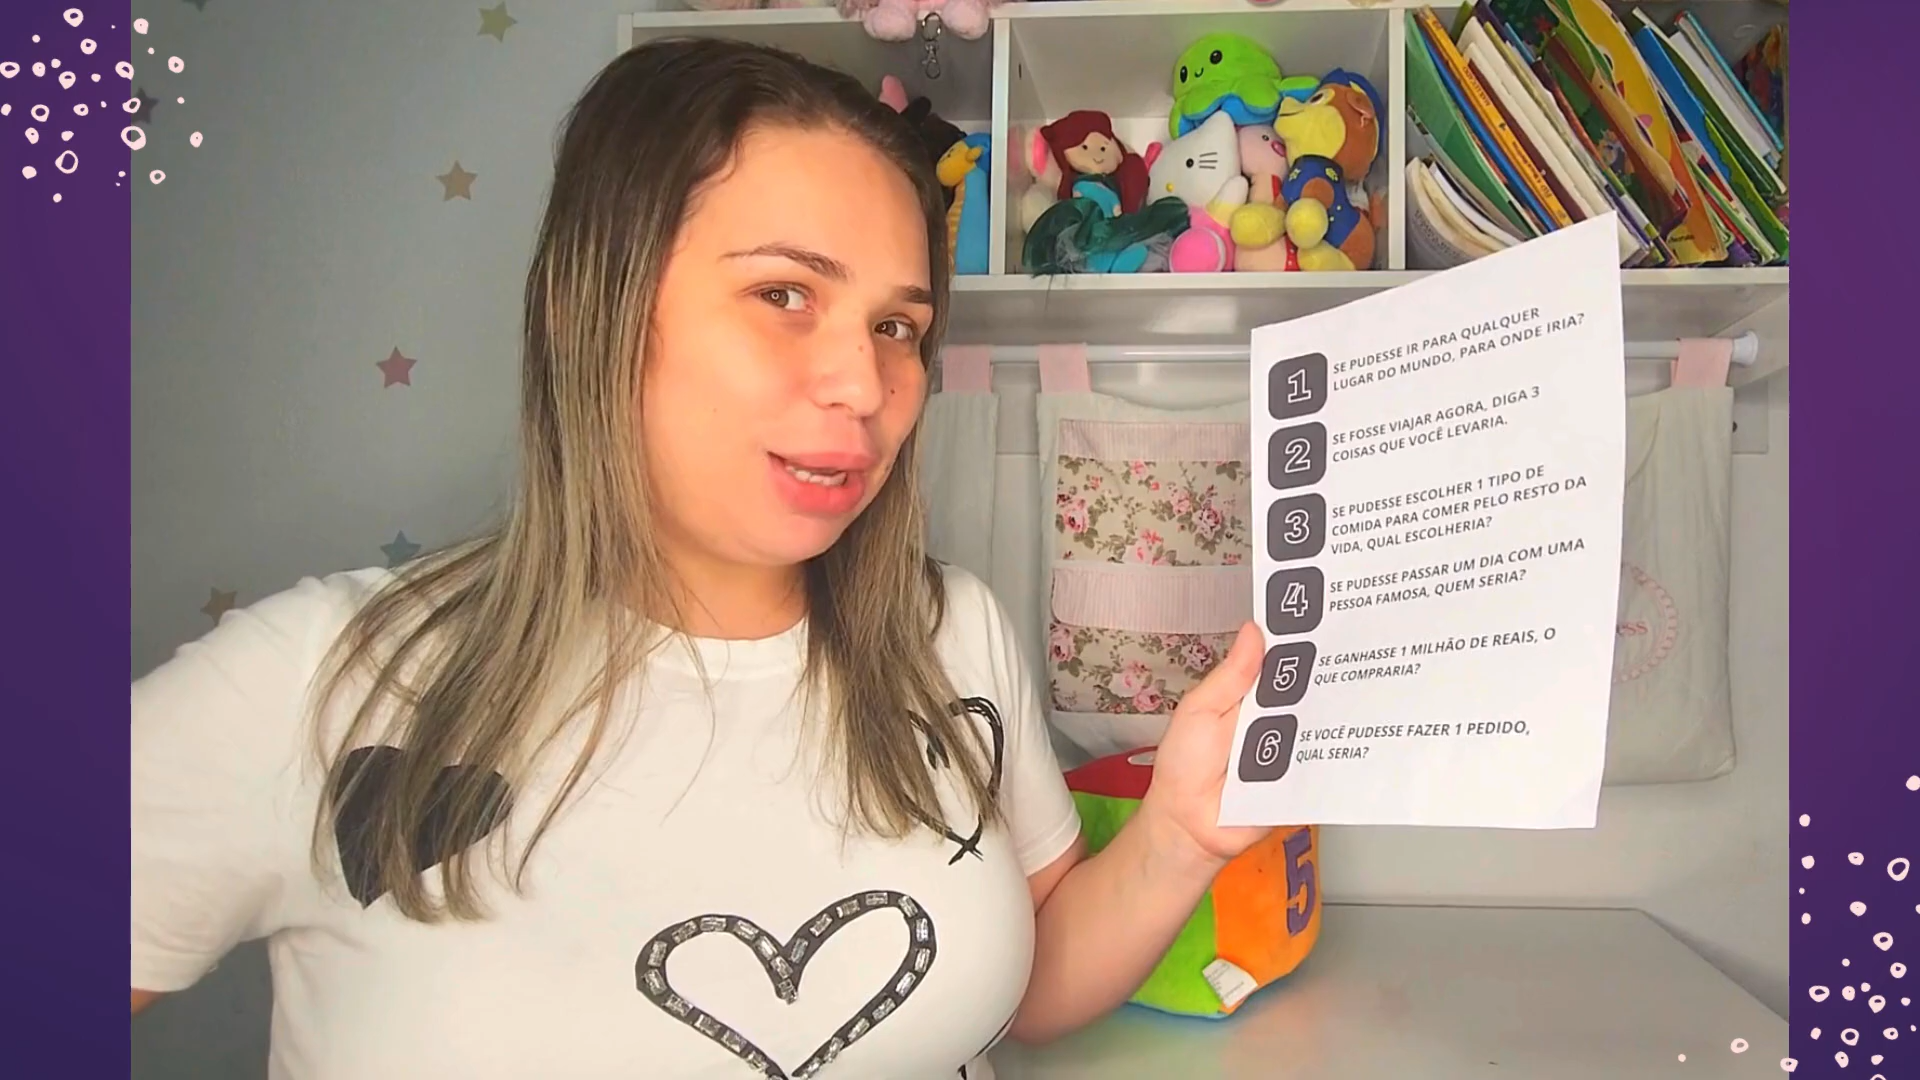 1
SE PUDESSE IR PARA QUALQUER
LUGAR DO MUNDO, PARA ONDE IRIA?
2
SE FOSSE VIAJAR AGORA, DIGA 3
COISAS QUE VOCÊ LEVARIA.
3
SE PUDESSE ESCOLHER 1 TIPO DE
COMIDA PARA COMER PELO RESTO DA
VIDA, QUAL ESCOLHERIA?
4
SE PUDESSE PASSAR UM DIA COM UMA
PESSOA FAMOSA, QUEM SERIA?
5
SE GANHASSE 1 MILHÃO DE REAIS, O
QUE COMPRARIA?
6
SE VOCÊ PUDESSE FAZER 1 PEDIDO,
QUAL SERIA?
5